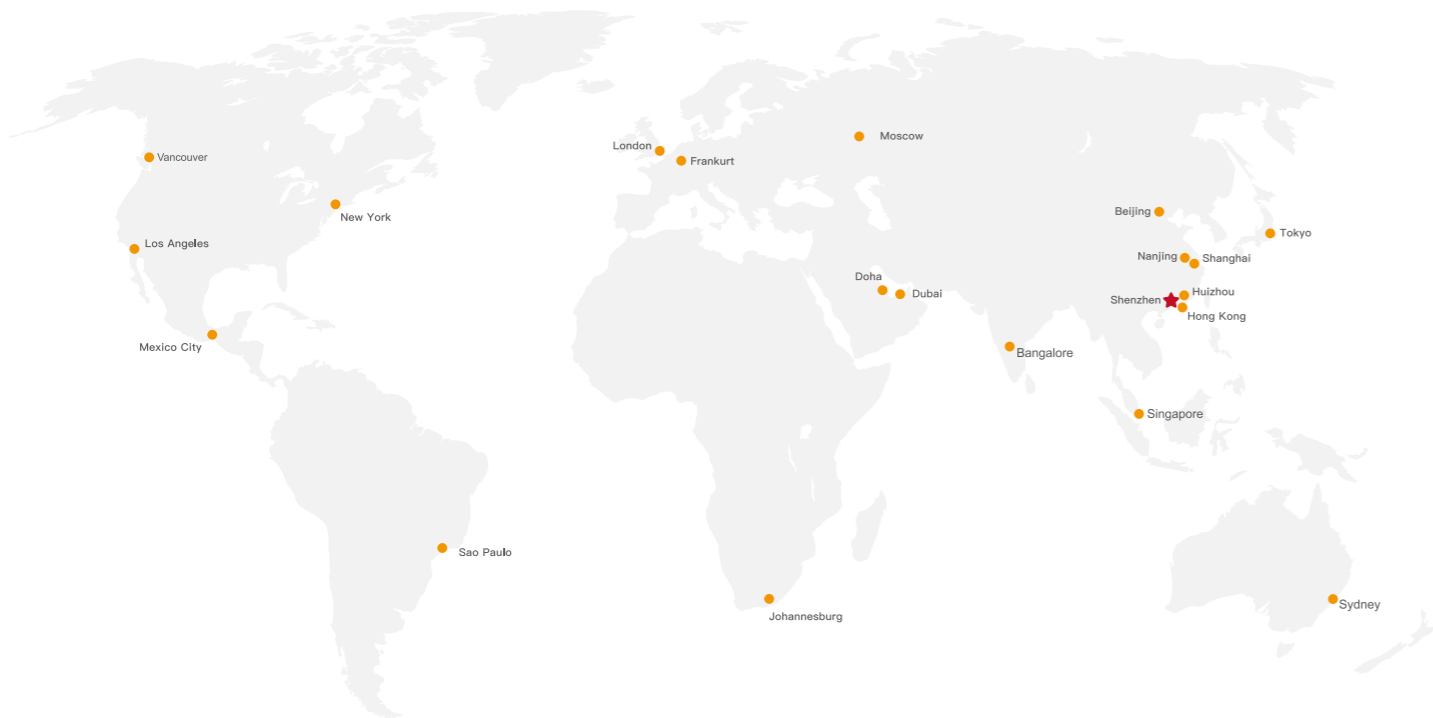 Moscow
London
Vancouver
Frankurt
Beijing
New York
Tokyo
Los Angeles
Nanjing
Shanghai
Doha
Dubai
Huizhou
Shenzhen
Hong Kong
Mexico City
Bangalore
Singapore
Sao Paulo
Sydney
Johannesburg